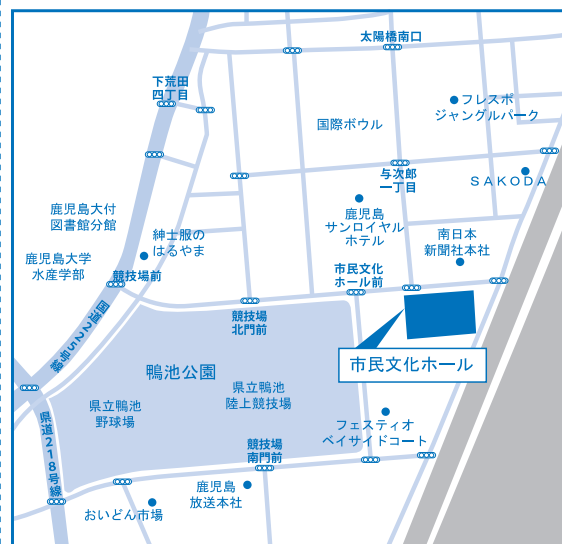 太陽橋南口
下荒田
四丁目
フレスポ
ジャングルパーク
国際ボウル
与次郎
一丁目
SAKODA
鹿児島大付
図書館分館
鹿児島
サンロイヤル
ホテル
紳士服の
はるやま
南日本
新聞社本社
鹿児島大学
水産学部
競技場前
市民文化
ホール前
国道225号線
競技場
北門前
市民文化ホール
鴨池公園
県立鴨池
陸上競技場
県立鴨池
野球場
県道218号線
フェスティオ
ベイサイドコート
競技場
南門前
鹿児島
放送本社
おいどん市場